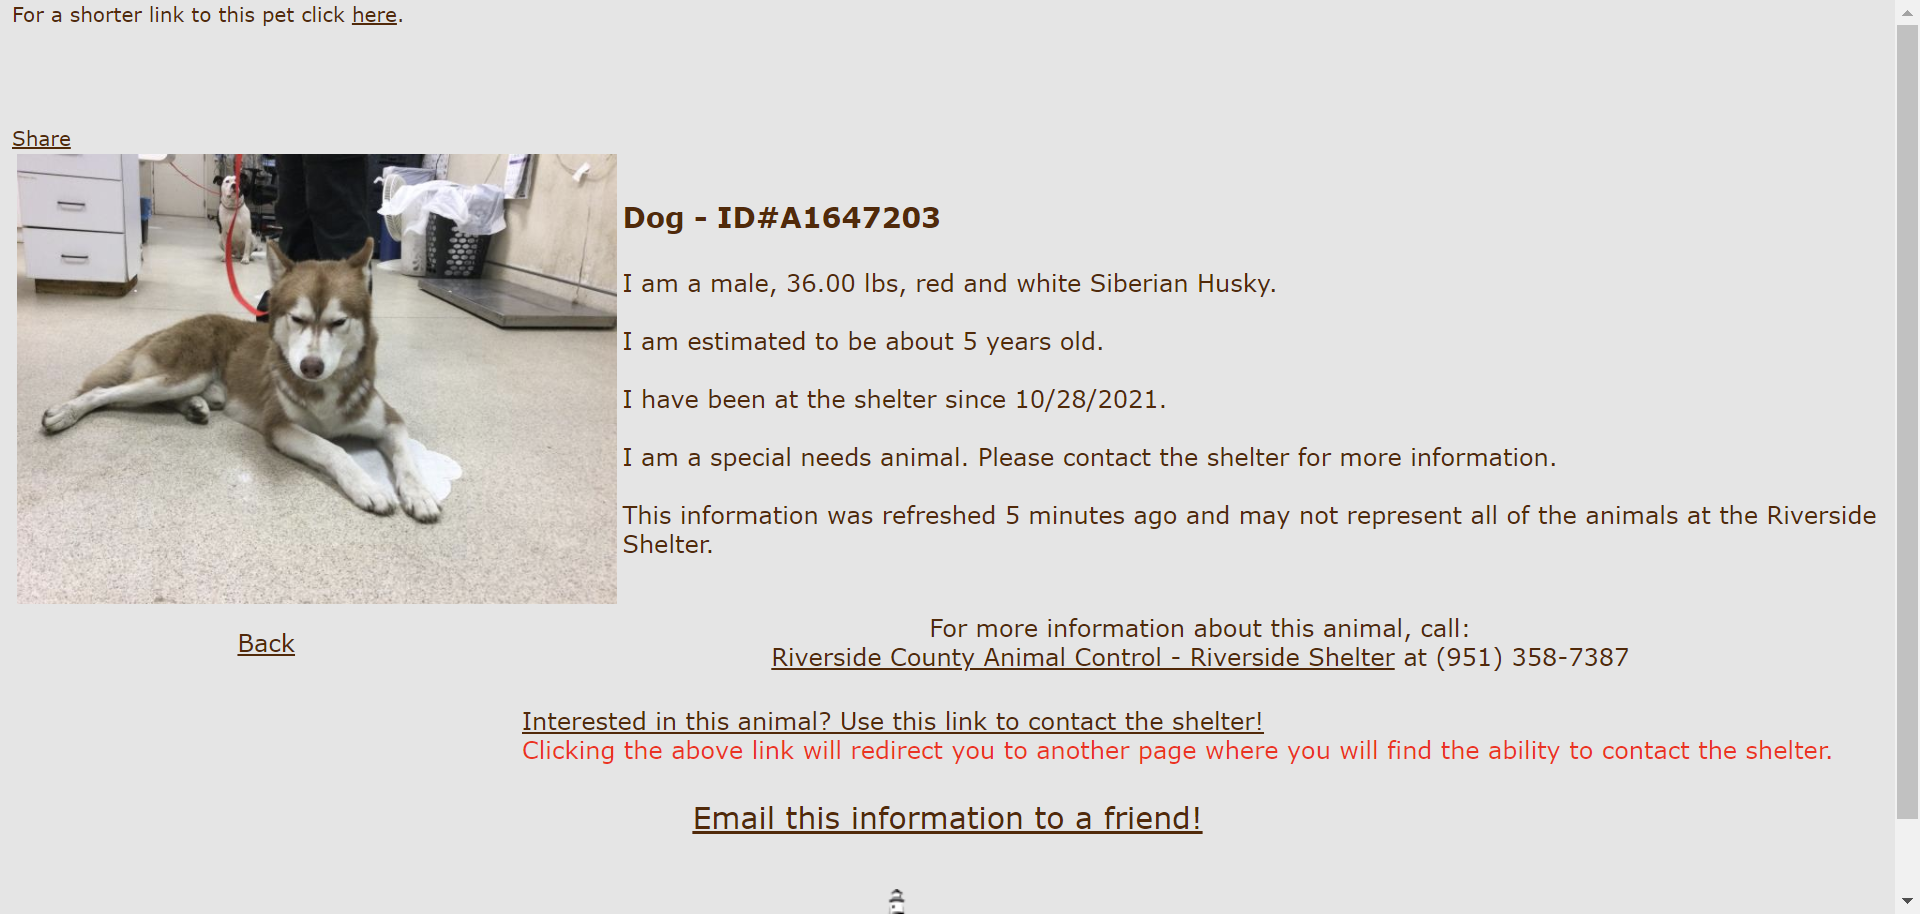 For a shorter link to this pet click here.
Share
Dog - ID#A1647203
I am a male, 36.00 lbs, red and white Siberian Husky.
I am estimated to be about 5 years old.
I have been at the shelter since 10/28/2021.
I am a special needs animal. Please contact the shelter for more information.
This information was refreshed 5 minutes ago and may not represent all of the animals at the Riverside
Shelter.
Back
For more information about this animal, call:
Riverside County Animal Control - Riverside Shelter at (951) 358-7387
Interested in this animal? Use this link to contact the shelter!
Clicking the above link will redirect you to another page where you will find the ability to contact the shelter.
Email this information to a friend!